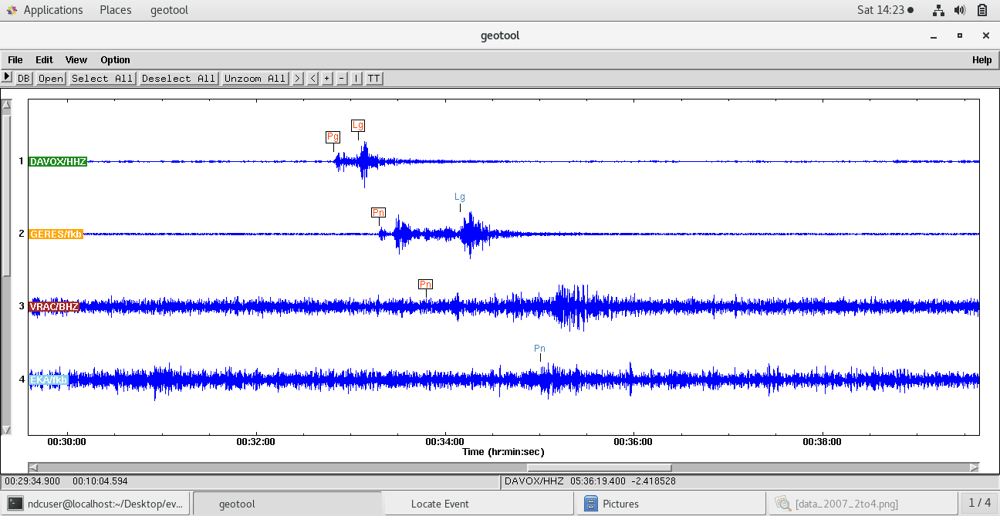 Applications Places geotool Sat 14:23
geotool
File Edit View Option Help
DB Open Select All Deselect All Unzoom All > < + - | TT
Lg
Pg
1 DAVOX/HHZ
Lg
Pn
2 GERES/fkb
Pn
3 VRAC/BHZ
Pn
4 EKA/fkb
00:30:00 00:32:00 00:34:00 00:36:00 00:38:00
Time (hr:min:sec)
00:29:34.900 00:10:04.594 DAVOX/HHZ 05:36:19.400 -2.418528
ndcuser@localhost:~/Desktop/ev... geotool Locate Event Pictures [data_2007_2to4.png] 1 / 4